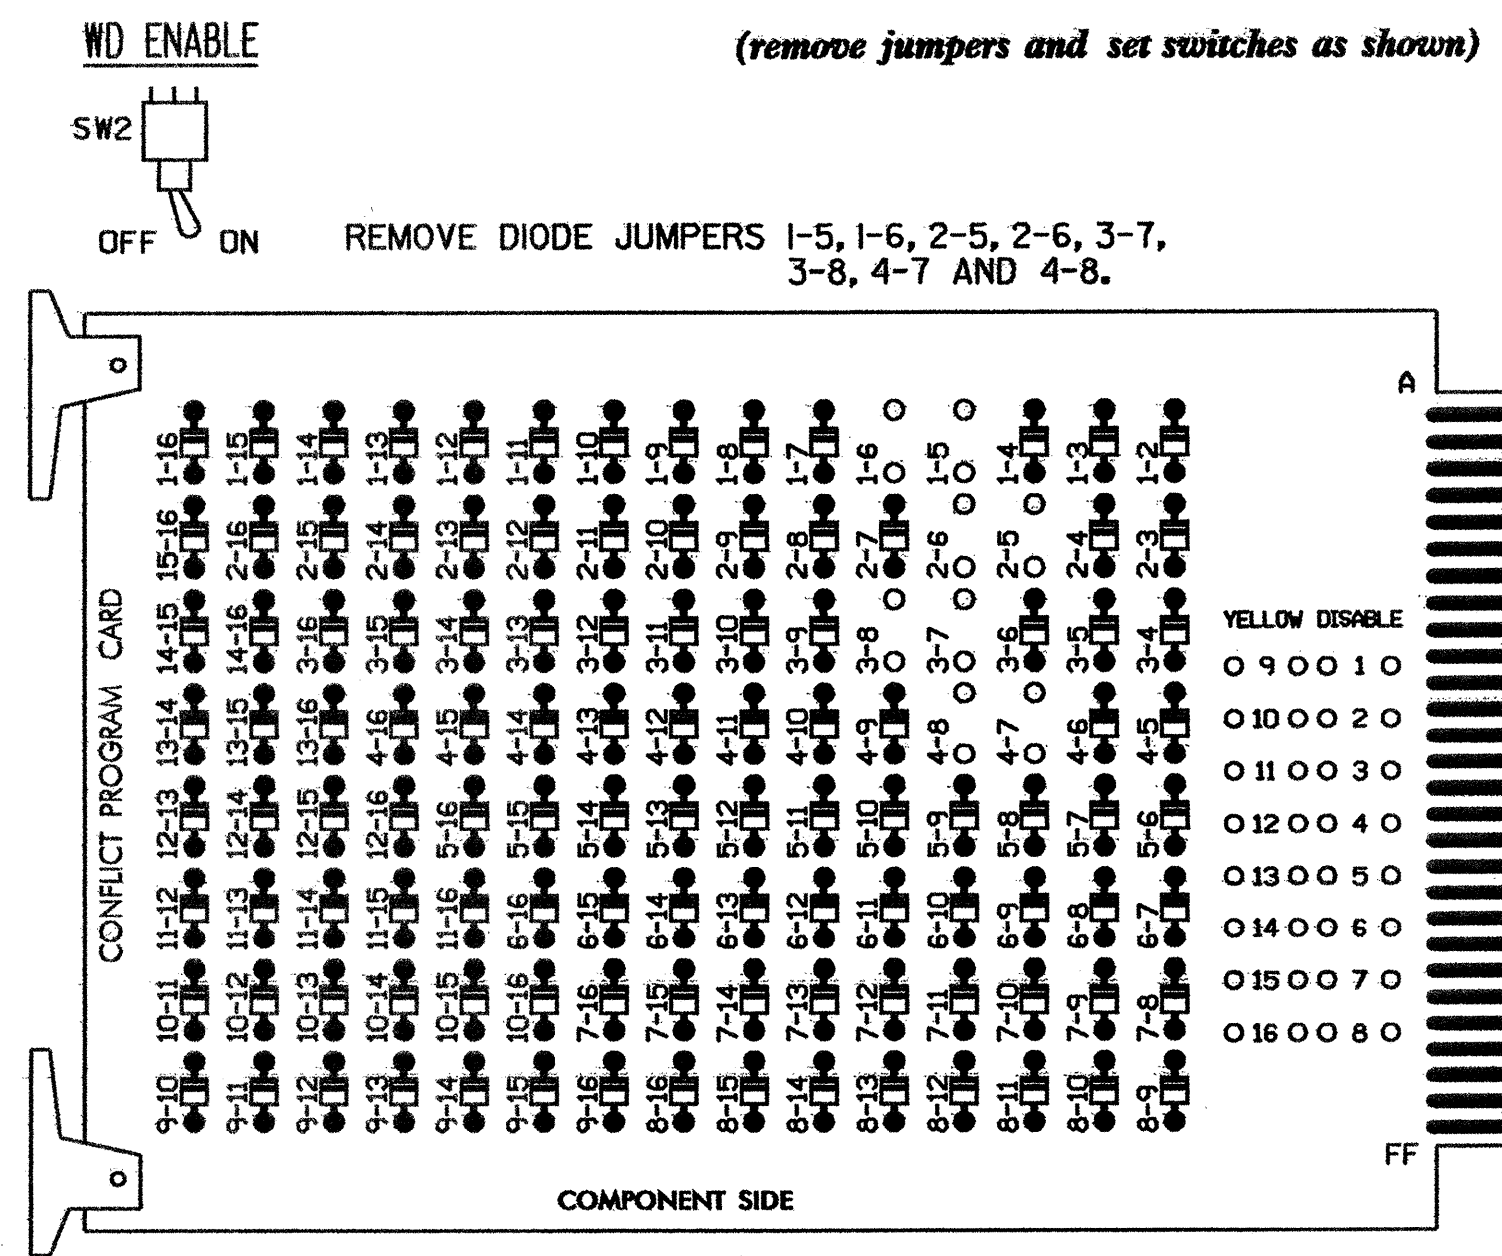 WD ENABLE
(remove jumpers and set switches as shown)
SW2
OFF ON
REMOVE DIODE JUMPERS 1-5, 1-6, 2-5, 2-6, 3-7,
3-8, 4-7 AND 4-8.
A
1-16 1-15 1-14 1-13 1-12 1-11 1-10 1-9 1-8 1-7 1-6 1-5 1-4 1-3 1-2
15-16 2-16 2-15 2-14 2-13 2-12 2-11 2-10 2-9 2-8 2-7 2-6 2-5 2-4 2-3
14-15 14-16 3-16 3-15 3-14 3-13 3-12 3-11 3-10 3-9 3-8 3-7 3-6 3-5 3-4
13-14 13-15 13-16 4-16 4-15 4-14 4-13 4-12 4-11 4-10 4-9 4-8 4-7 4-6 4-5
12-13 12-14 12-15 12-16 5-16 5-15 5-14 5-13 5-12 5-11 5-10 5-9 5-8 5-7 5-6
11-12 11-13 11-14 11-15 11-16 6-16 6-15 6-14 6-13 6-12 6-11 6-10 6-9 6-8 6-7
10-11 10-12 10-13 10-14 10-15 10-16 7-16 7-15 7-14 7-13 7-12 7-11 7-10 7-9 7-8
9-10 9-11 9-12 9-13 9-14 9-15 9-16 8-16 8-15 8-14 8-13 8-12 8-11 8-10 8-9
CONFLICT PROGRAM CARD
YELLOW DISABLE
9 1
10 2
11 3
12 4
13 5
14 6
15 7
16 8
FF
COMPONENT SIDE